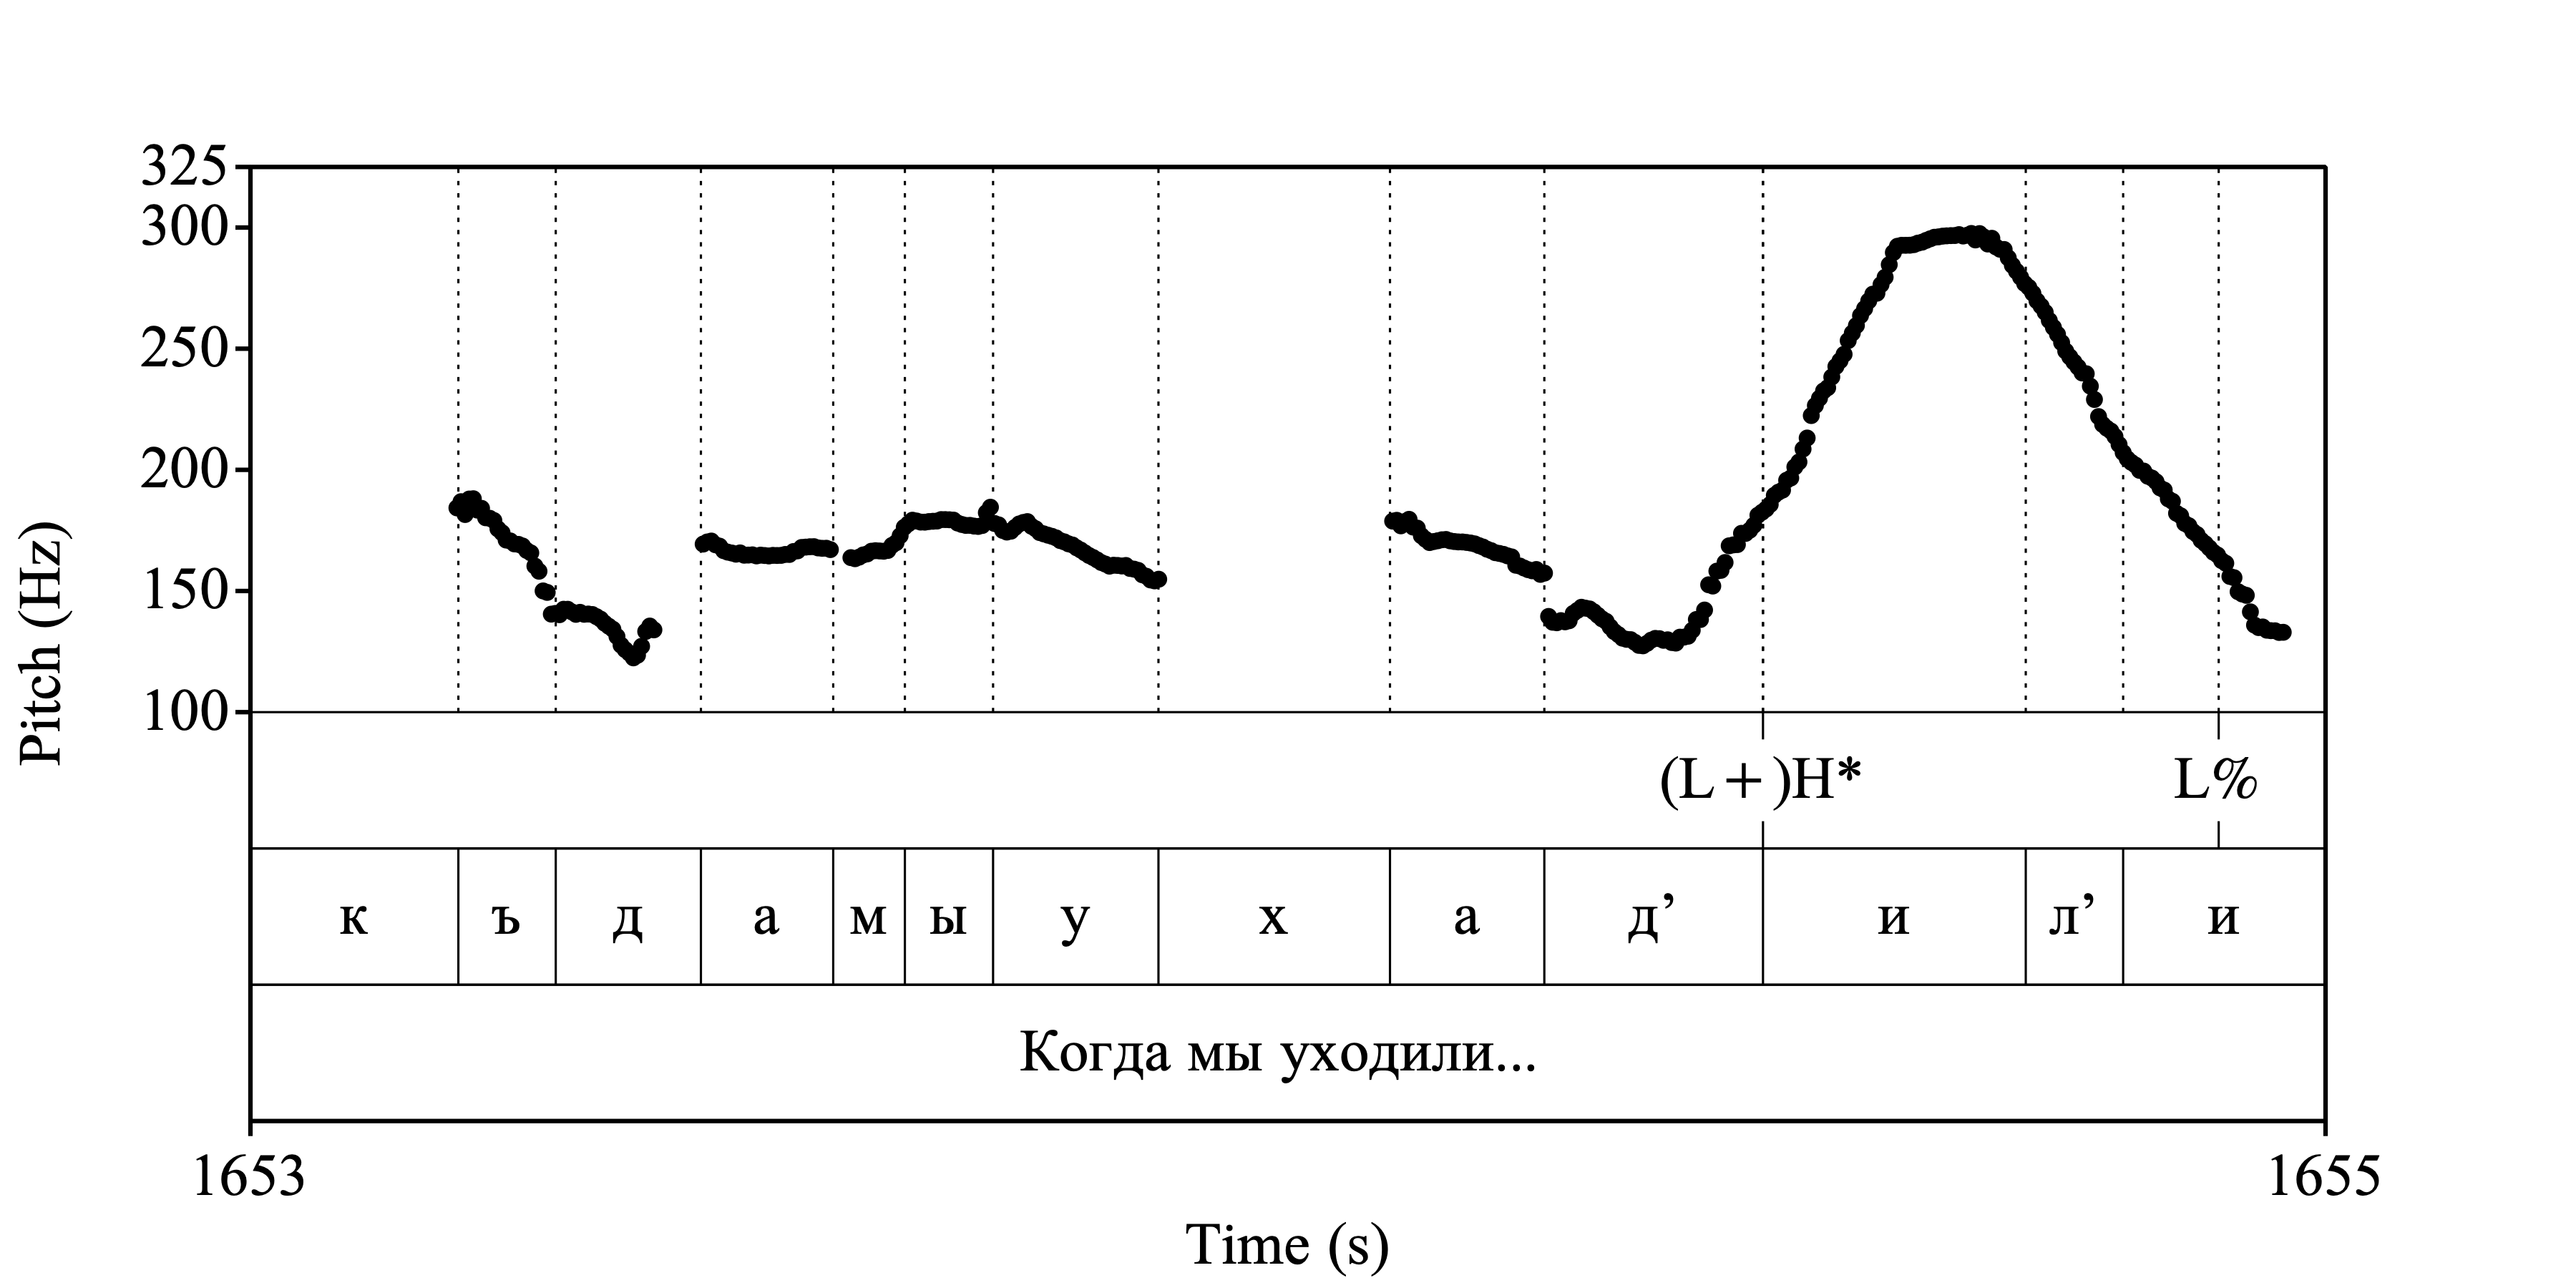 325
300
250
200
150
100
Pitch (Hz)
(L+)H* L%
к ъ д а м ы у х а д’ и л’ и
Когда мы уходили...
1653 1655
Time (s)